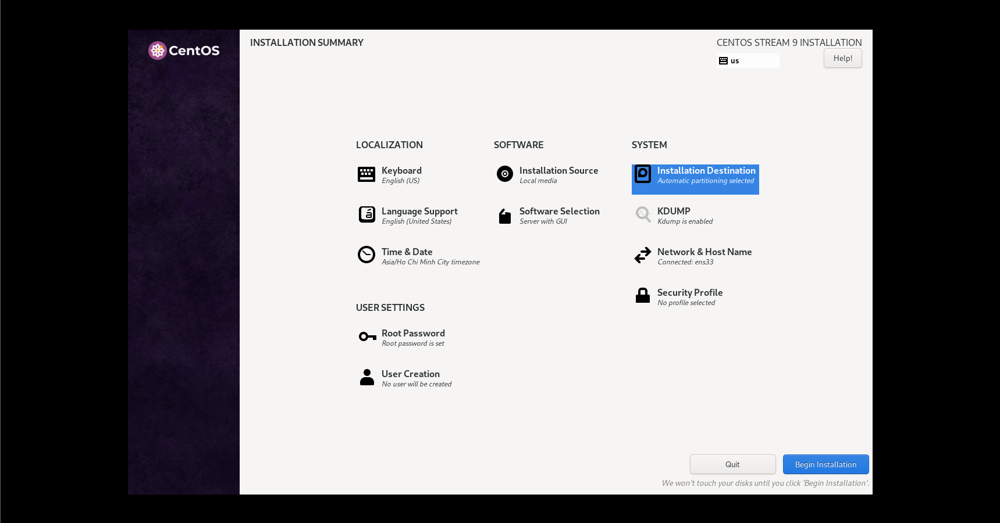 CentOS
INSTALLATION SUMMARY
CENTOS STREAM 9 INSTALLATION
us
Help!
LOCALIZATION
Keyboard
English (US)
Language Support
English (United States)
Time & Date
Asia/Ho Chi Minh City timezone
SOFTWARE
Installation Source
Local media
Software Selection
Server with GUI
SYSTEM
Installation Destination
Automatic partitioning selected
KDUMP
Kdump is enabled
Network & Host Name
Connected: ens33
Security Profile
No profile selected
USER SETTINGS
Root Password
Root password is set
User Creation
No user will be created
Quit
Begin Installation
We won't touch your disks until you click 'Begin Installation'.